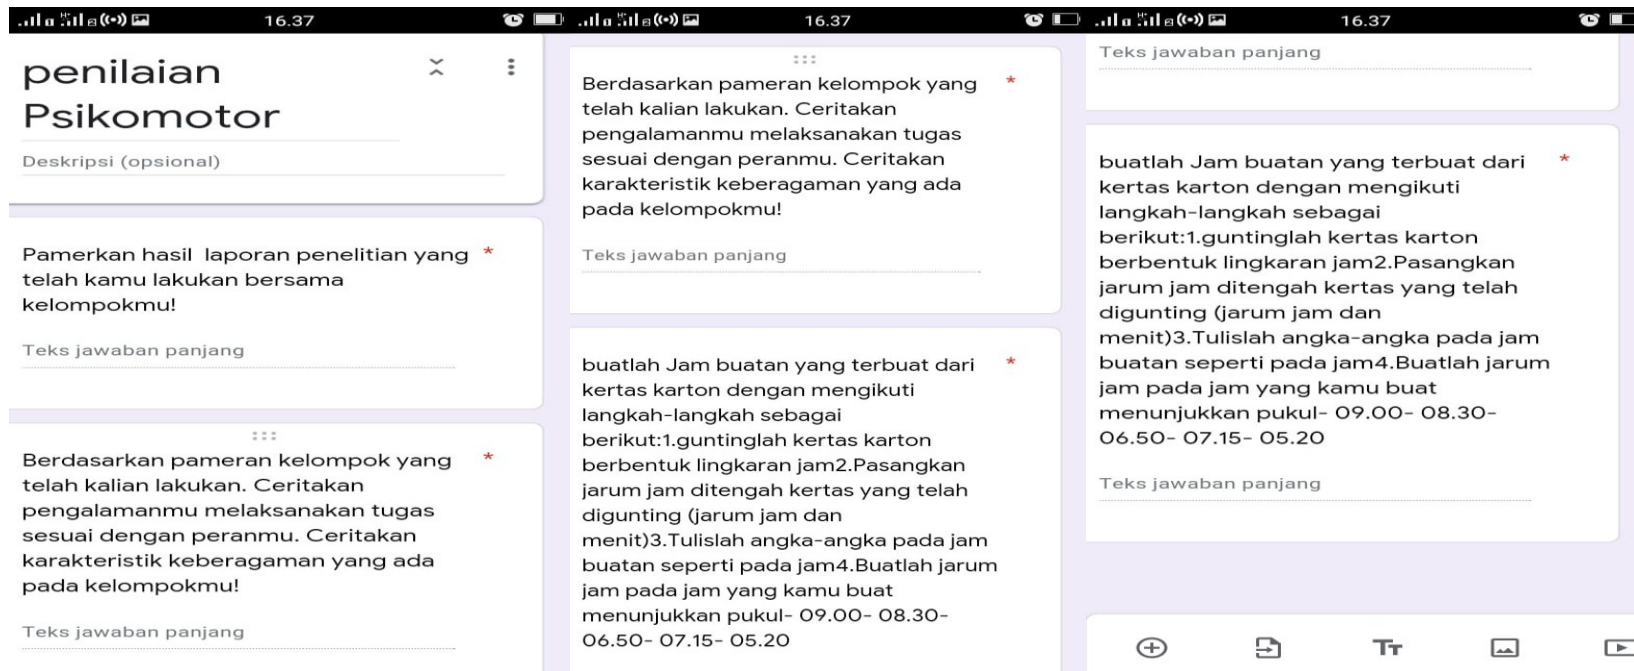 16.37
penilaian
Psikomotor
Deskripsi (opsional)
Pamerkan hasil laporan penelitian yang *
telah kamu lakukan bersama
kelompokmu!
Teks jawaban panjang
Berdasarkan pameran kelompok yang *
telah kalian lakukan. Ceritakan
pengalamanmu melaksanakan tugas
sesuai dengan peranmu. Ceritakan
karakteristik keberagaman yang ada
pada kelompokmu!
Teks jawaban panjang
16.37
Berdasarkan pameran kelompok yang *
telah kalian lakukan. Ceritakan
pengalamanmu melaksanakan tugas
sesuai dengan peranmu. Ceritakan
karakteristik keberagaman yang ada
pada kelompokmu!
Teks jawaban panjang
buatlah Jam buatan yang terbuat dari *
kertas karton dengan mengikuti
langkah-langkah sebagai
berikut:1.guntinglah kertas karton
berbentuk lingkaran jam2.Pasangkan
jarum jam ditengah kertas yang telah
digunting (jarum jam dan
menit)3.Tulislah angka-angka pada jam
buatan seperti pada jam4.Buatlah jarum
jam pada jam yang kamu buat
menunjukkan pukul- 09.00- 08.30-
06.50- 07.15- 05.20
16.37
Teks jawaban panjang
buatlah Jam buatan yang terbuat dari *
kertas karton dengan mengikuti
langkah-langkah sebagai
berikut:1.guntinglah kertas karton
berbentuk lingkaran jam2.Pasangkan
jarum jam ditengah kertas yang telah
digunting (jarum jam dan
menit)3.Tulislah angka-angka pada jam
buatan seperti pada jam4.Buatlah jarum
jam pada jam yang kamu buat
menunjukkan pukul- 09.00- 08.30-
06.50- 07.15- 05.20
Teks jawaban panjang
Tт